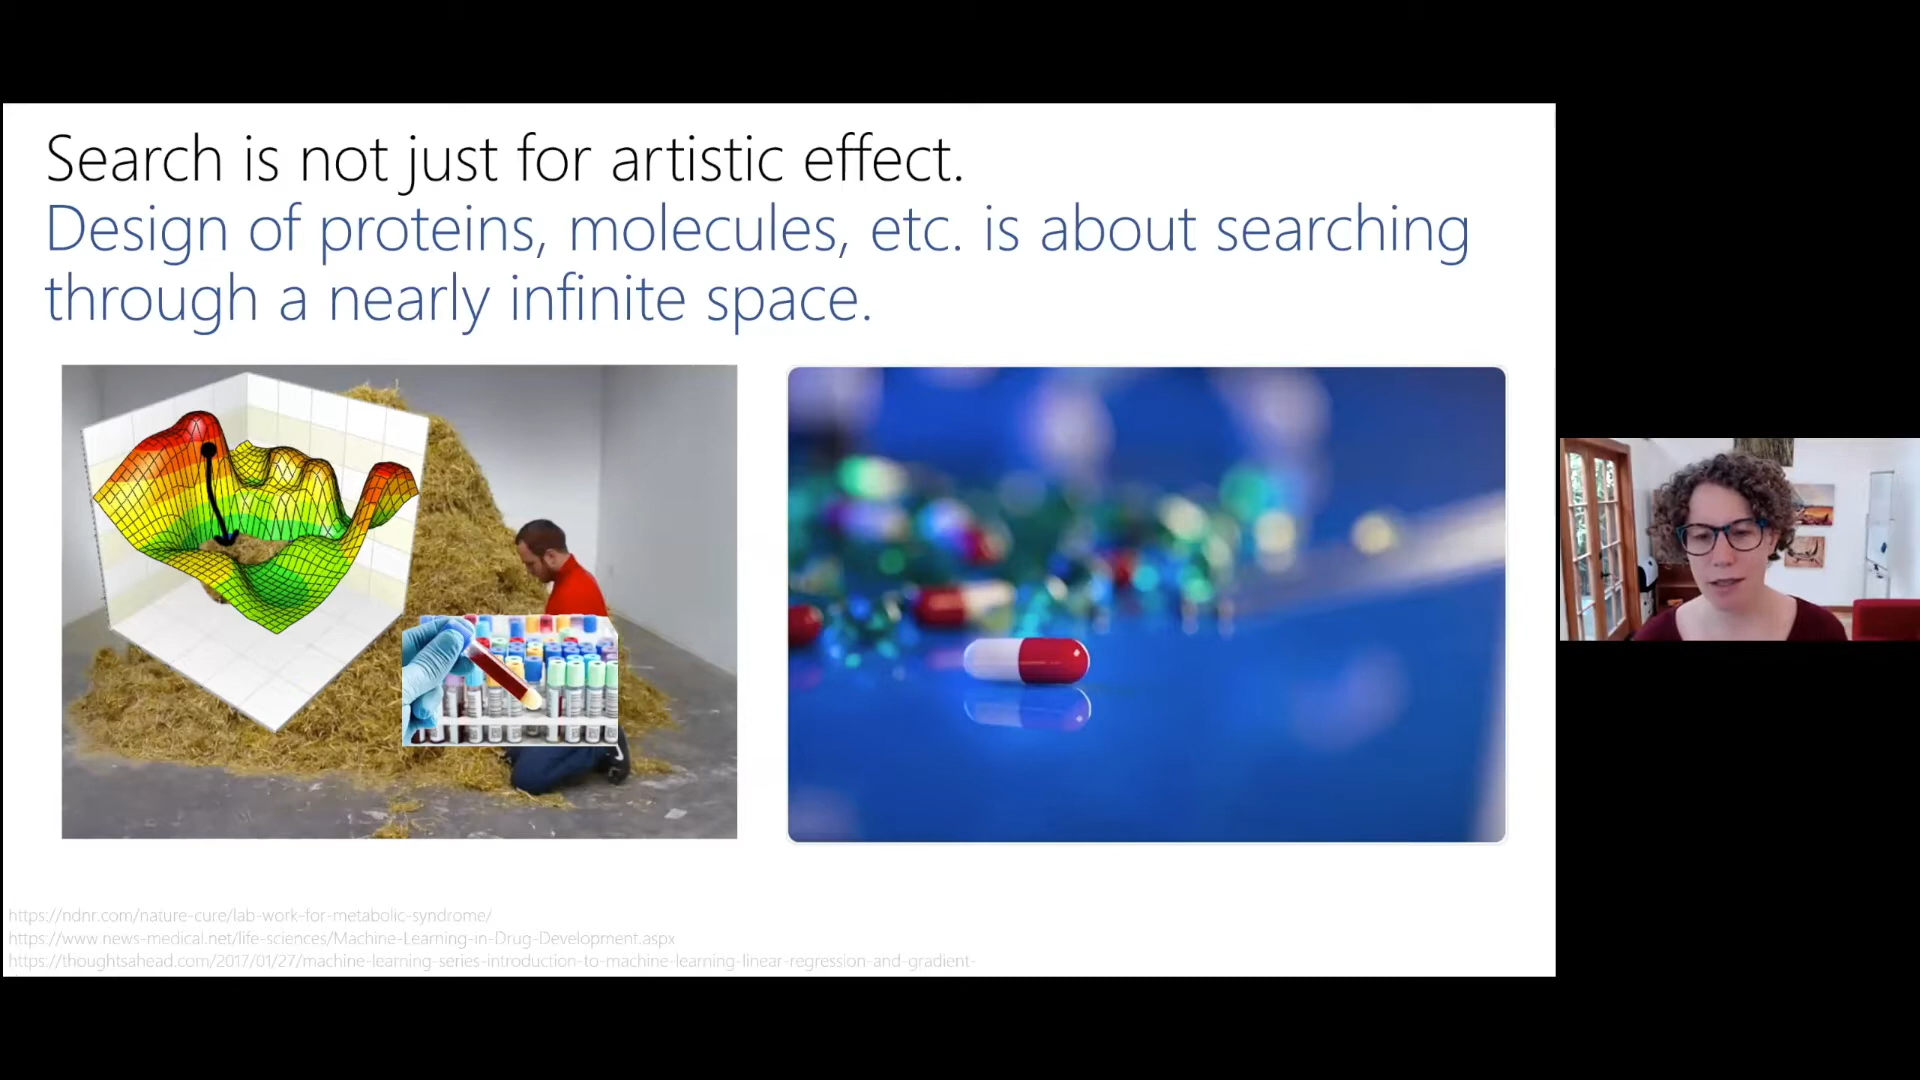 Search is not just for artistic effect.
Design of proteins, molecules, etc. is about searching
through a nearly infinite space.
https://ndnr.com/nature-cure/lab-work-for-metabolic-syndrome/
https://www.news-medical.net/life-sciences/Machine-Learning-in-Drug-Development.aspx
https://thoughtsahead.com/2017/01/27/machine-learning-series-introduction-to-machine-learning-linear-regression-and-gradient-